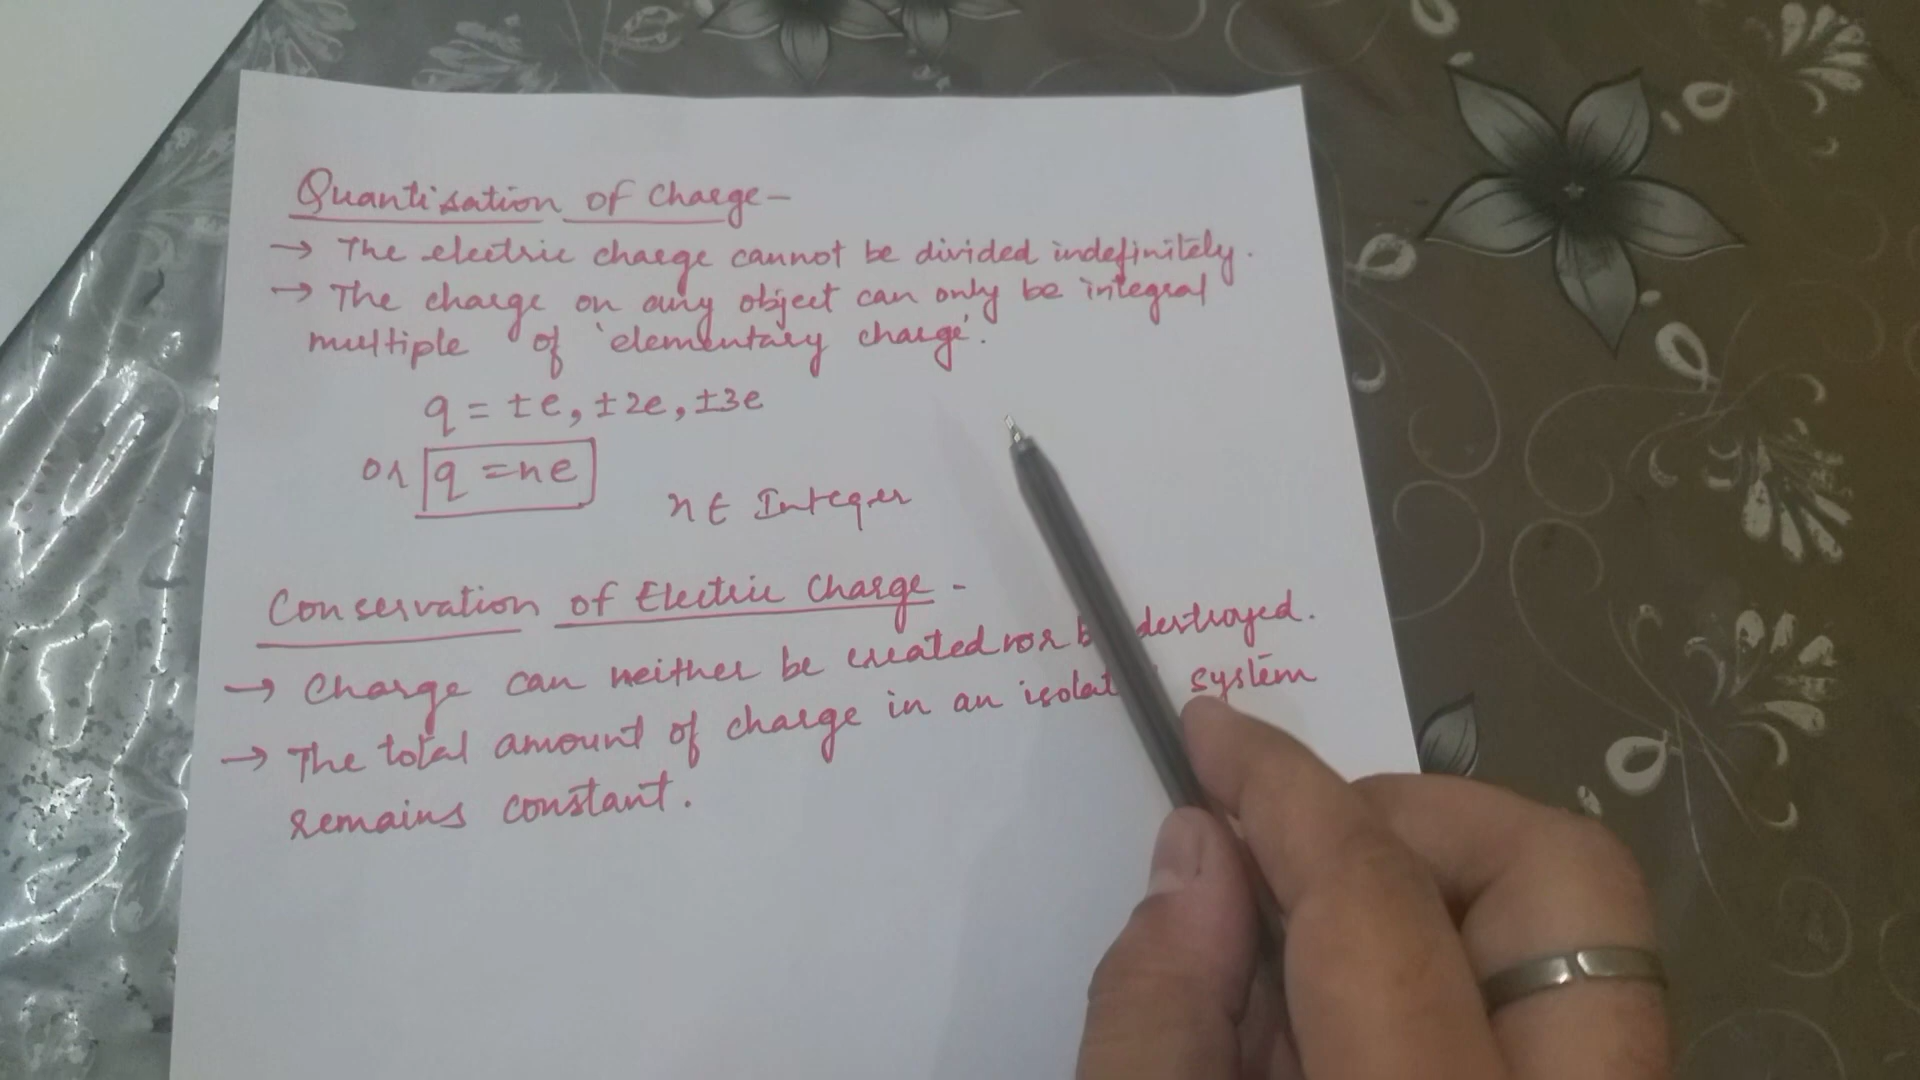 Quantisation of Charge-
→ The electric charge cannot be divided indefinitely.
→ The charge on any object can only be integral
multiple of 'elementary charge'.
q = ±e, ±2e, ±3e
or q = ne
n ∈ Integer
Conservation of Electric Charge -
→ Charge can neither be created nor destroyed.
→ The total amount of charge in an system
remains constant.